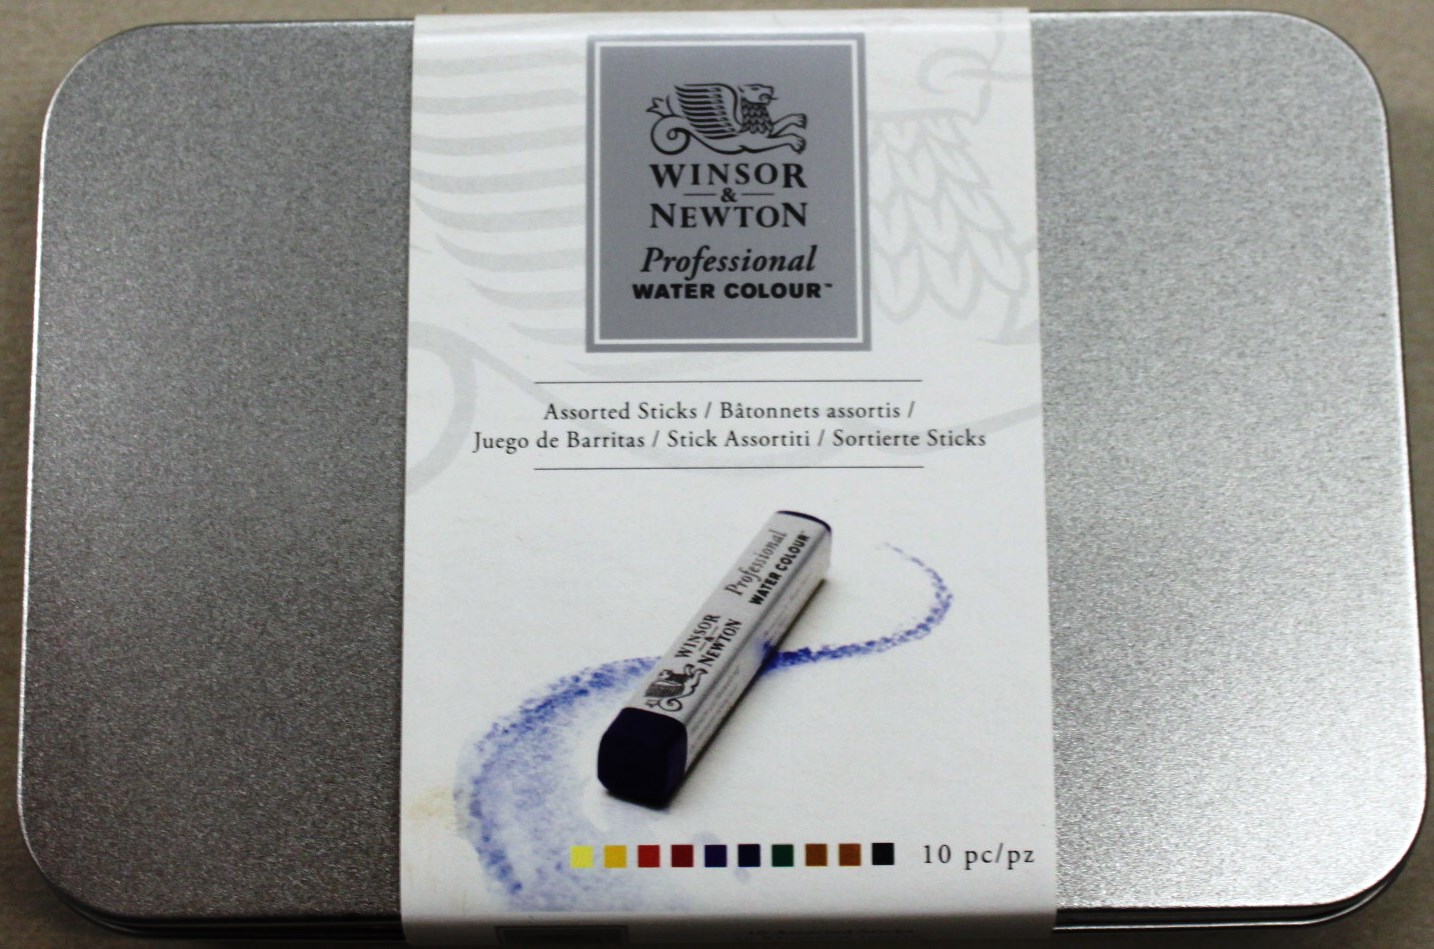 WINSOR
&
NEWTON
Professional
WATER COLOUR™
Assorted Sticks / Bâtonnets assortis /
Juego de Barritas / Stick Assortiti / Sortierte Sticks
WINSOR
&
NEWTON
Professional
WATER COLOUR™
10 pc/pz